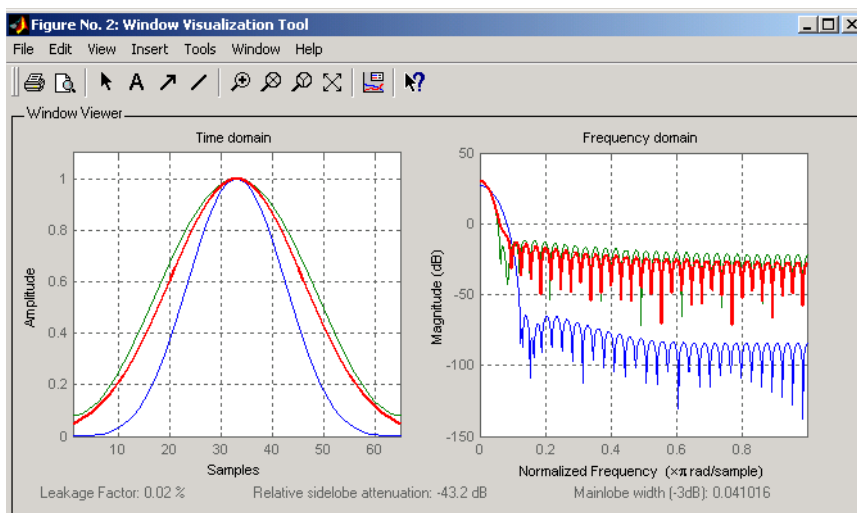 Figure No. 2: Window Visualization Tool
File Edit View Insert Tools Window Help
A
?
Window Viewer
Time domain
Amplitude
1
0.8
0.6
0.4
0.2
0
10 20 30 40 50 60
Samples
Frequency domain
Magnitude (dB)
50
0
-50
-100
-150
0 0.2 0.4 0.6 0.8
Normalized Frequency (×π rad/sample)
Leakage Factor: 0.02 % Relative sidelobe attenuation: -43.2 dB Mainlobe width (-3dB): 0.041016